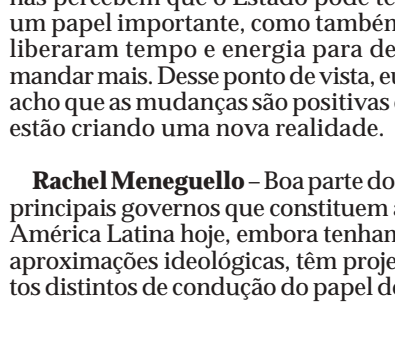 nas percebem que o Estado pode te
um papel importante, como também
liberaram tempo e energia para de
mandar mais. Desse ponto de vista, eu
acho que as mudanças são positivas e
estão criando uma nova realidade.
Rachel Meneguello – Boa parte do
principais governos que constituem a
América Latina hoje, embora tenham
aproximações ideológicas, têm proje
tos distintos de condução do papel do